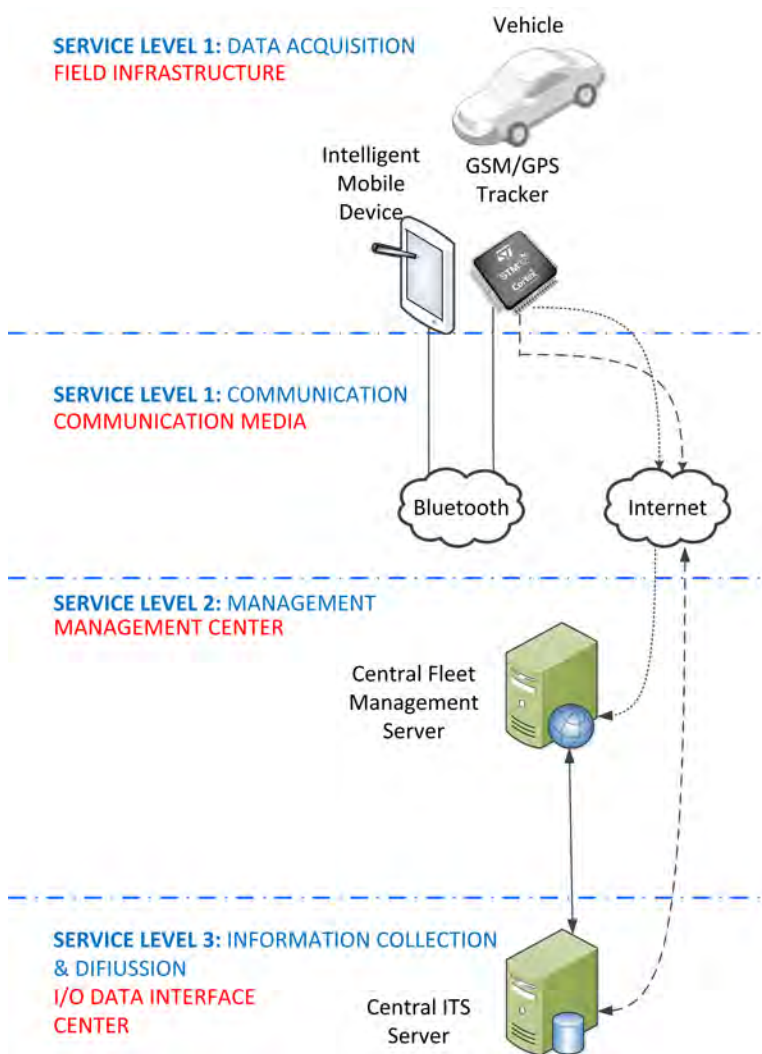 SERVICE LEVEL 1: DATA ACQUISITION
FIELD INFRASTRUCTURE
Vehicle
Intelligent
Mobile
Device
GSM/GPS
Tracker
STM32
Cortex
SERVICE LEVEL 1: COMMUNICATION
COMMUNICATION MEDIA
Bluetooth
Internet
SERVICE LEVEL 2: MANAGEMENT
MANAGEMENT CENTER
Central Fleet
Management
Server
SERVICE LEVEL 3: INFORMATION COLLECTION
& DIFIUSSION
I/O DATA INTERFACE
CENTER
Central ITS
Server